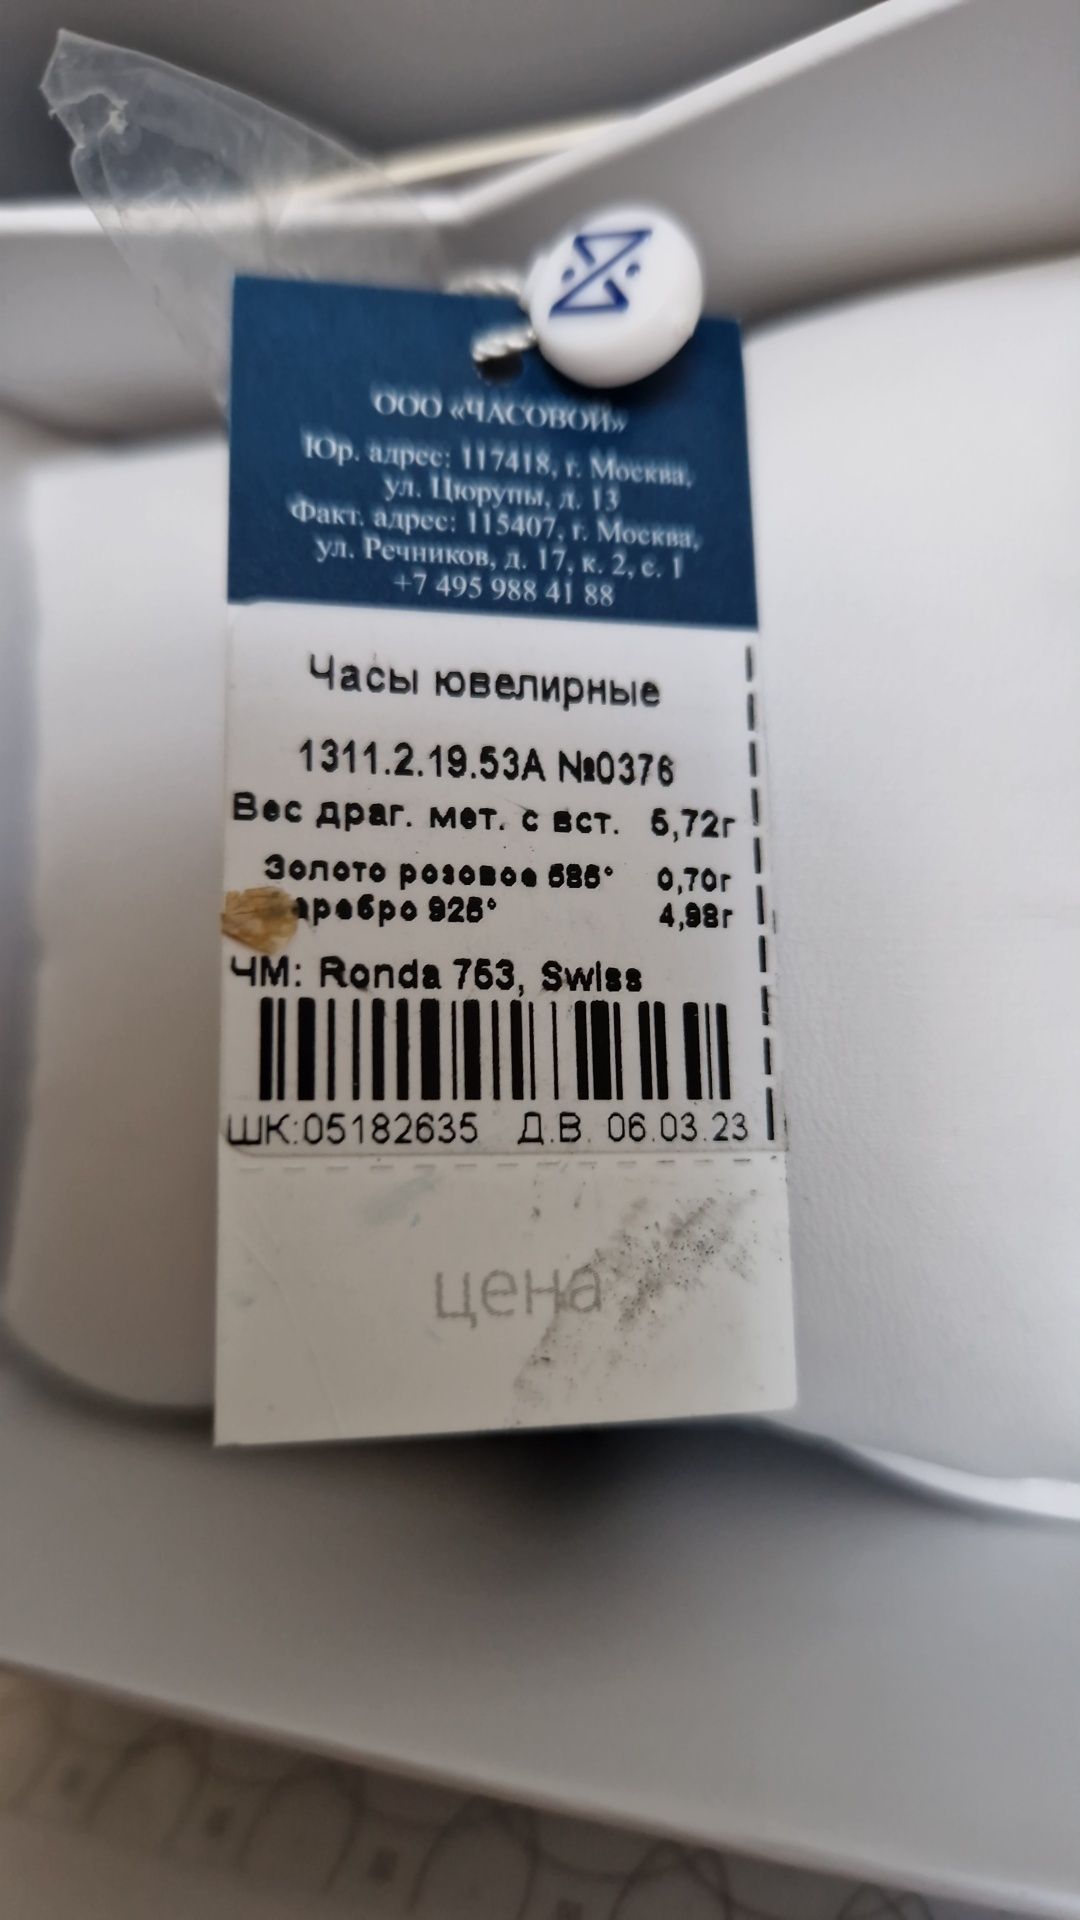 ООО «ЧАСОВОЙ»
Юр. адрес: 117418, г. Москва,
ул. Цюрупы, д. 13
Факт. адрес: 115407, г. Москва,
ул. Речников, д. 17, к. 2, с. 1
+7 495 988 41 88
Часы ювелирные
1311.2.19.53А №0376
Вес драг. мет. с вст. 5,72г
Золото розовое 585° 0,70г
еребро 925° 4,98г
ЧМ: Ronda 763, Swiss
ШК:05182635 Д.В. 06.03.23
цена